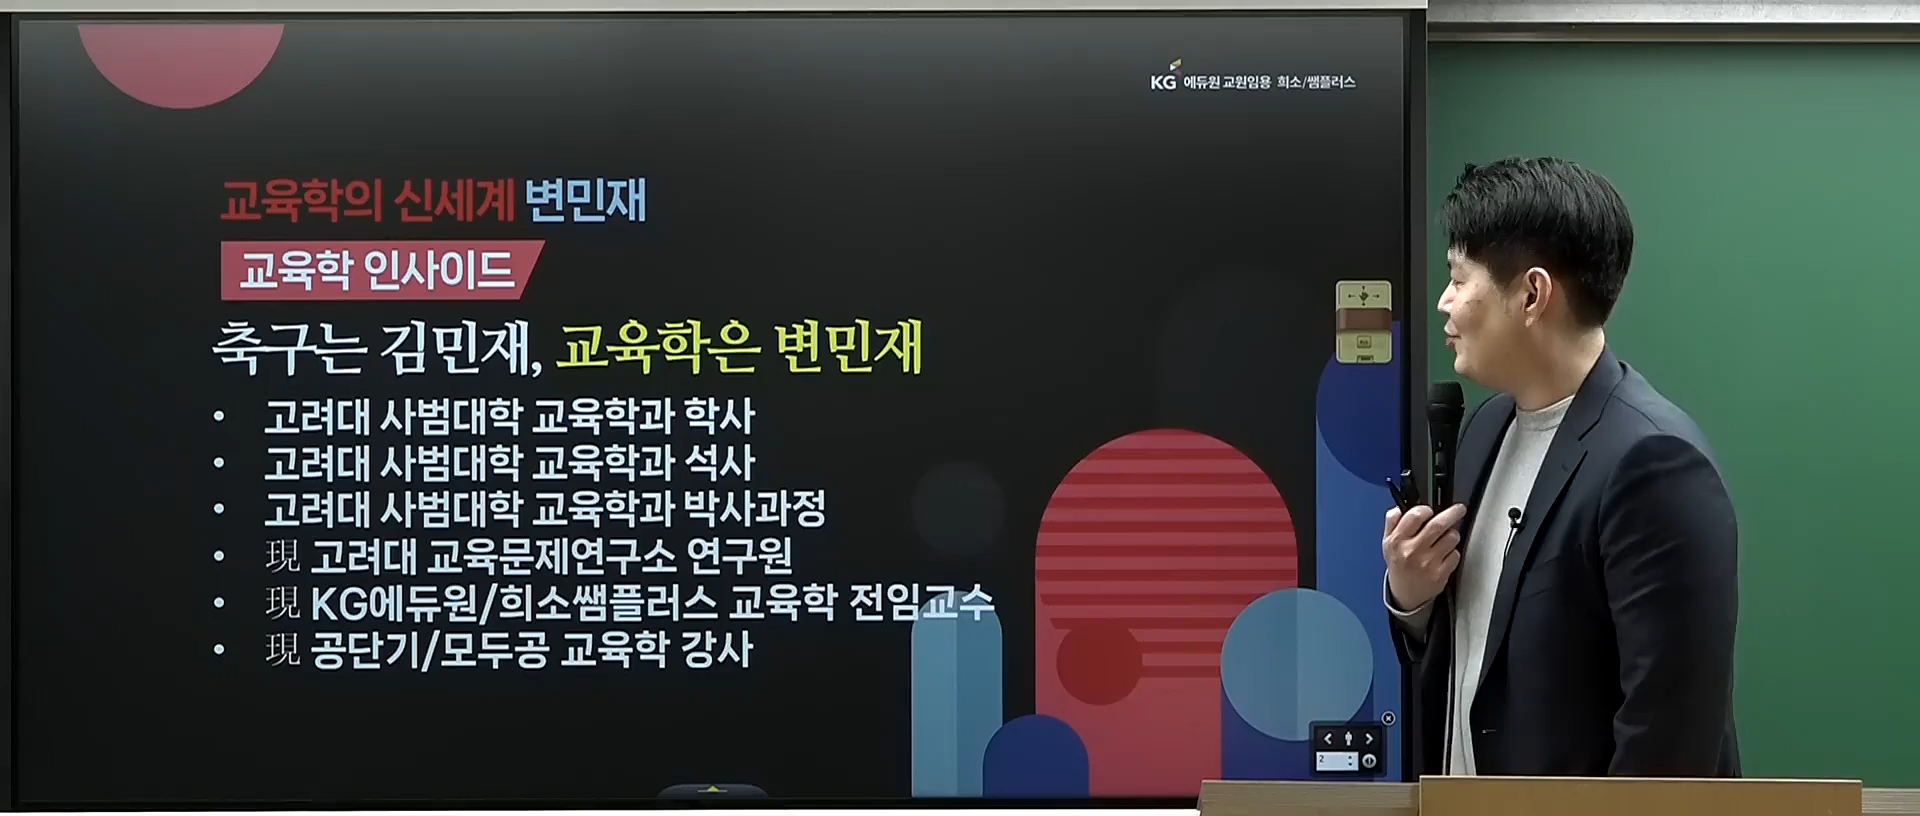 KG 에듀원 교원임용 희소/쌤플러스
교육학의 신세계 변민재
교육학 인사이드
축구는 김민재, 교육학은 변민재
• 고려대 사범대학 교육학과 학사
• 고려대 사범대학 교육학과 석사
• 고려대 사범대학 교육학과 박사과정
• 現 고려대 교육문제연구소 연구원
• 現 KG에듀원/희소쌤플러스 교육학 전임교수
• 現 공단기/모두공 교육학 강사
2